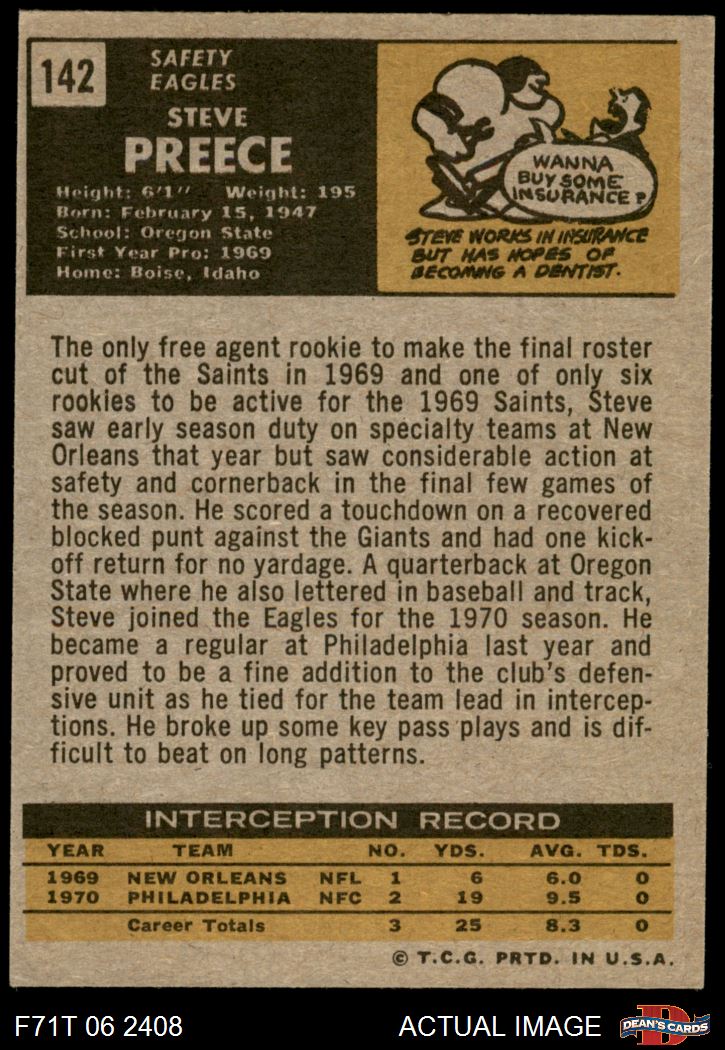 142
SAFETY
EAGLES
STEVE
PREECE
Height: 6'1" Weight: 195
Born: February 15, 1947
School: Oregon State
First Year Pro: 1969
Home: Boise, Idaho
WANNA
BUY SOME
INSURANCE?
STEVE WORKS IN INSURANCE
BUT HAS HOPES OF
BECOMING A DENTIST.
The only free agent rookie to make the final roster
cut of the Saints in 1969 and one of only six
rookies to be active for the 1969 Saints, Steve
saw early season duty on specialty teams at New
Orleans that year but saw considerable action at
safety and cornerback in the final few games of
the season. He scored a touchdown on a recovered
blocked punt against the Giants and had one kick-
off return for no yardage. A quarterback at Oregon
State where he also lettered in baseball and track,
Steve joined the Eagles for the 1970 season. He
became a regular at Philadelphia last year and
proved to be a fine addition to the club's defen-
sive unit as he tied for the team lead in intercep-
tions. He broke up some key pass plays and is dif-
ficult to beat on long patterns.
INTERCEPTION RECORD
YEAR TEAM NO. YDS. AVG. TDS.
1969 NEW ORLEANS NFL 1 6 6.0 0
1970 PHILADELPHIA NFC 2 19 9.5 0
Career Totals 3 25 8.3 0
© T.C.G. PRTD. IN U.S.A.
F71T 06 2408 ACTUAL IMAGE D DEAN'S CARDS